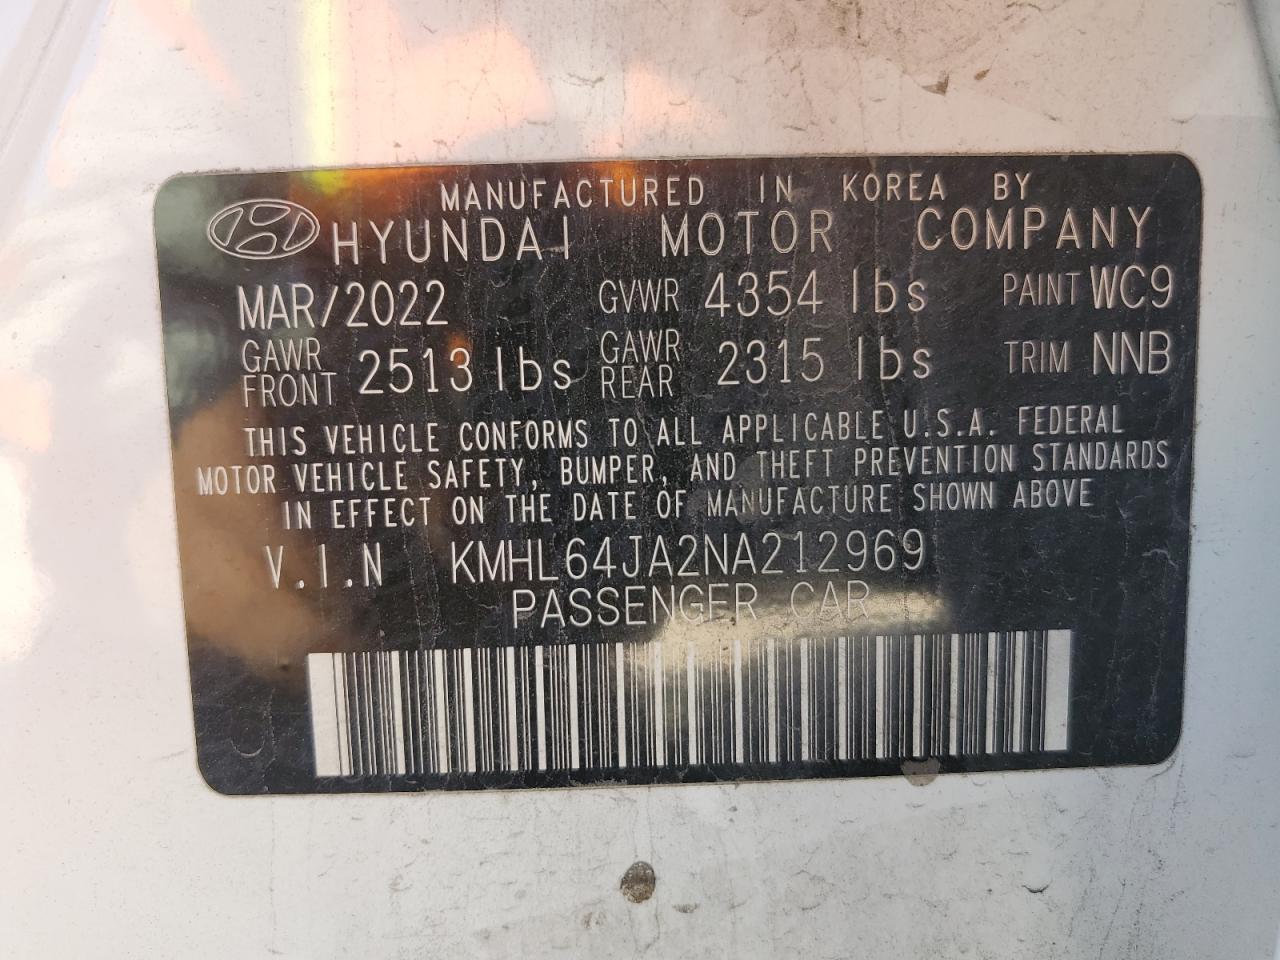 MANUFACTURED IN KOREA BY
HYUNDAI MOTOR COMPANY
MAR/2022 GVWR 4354 lbs PAINT WC9
GAWR FRONT 2513 lbs GAWR REAR 2315 lbs TRIM NNB
THIS VEHICLE CONFORMS TO ALL APPLICABLE U.S.A. FEDERAL
MOTOR VEHICLE SAFETY, BUMPER, AND THEFT PREVENTION STANDARDS
IN EFFECT ON THE DATE OF MANUFACTURE SHOWN ABOVE
V.I.N KMHL64JA2NA212969
PASSENGER CAR